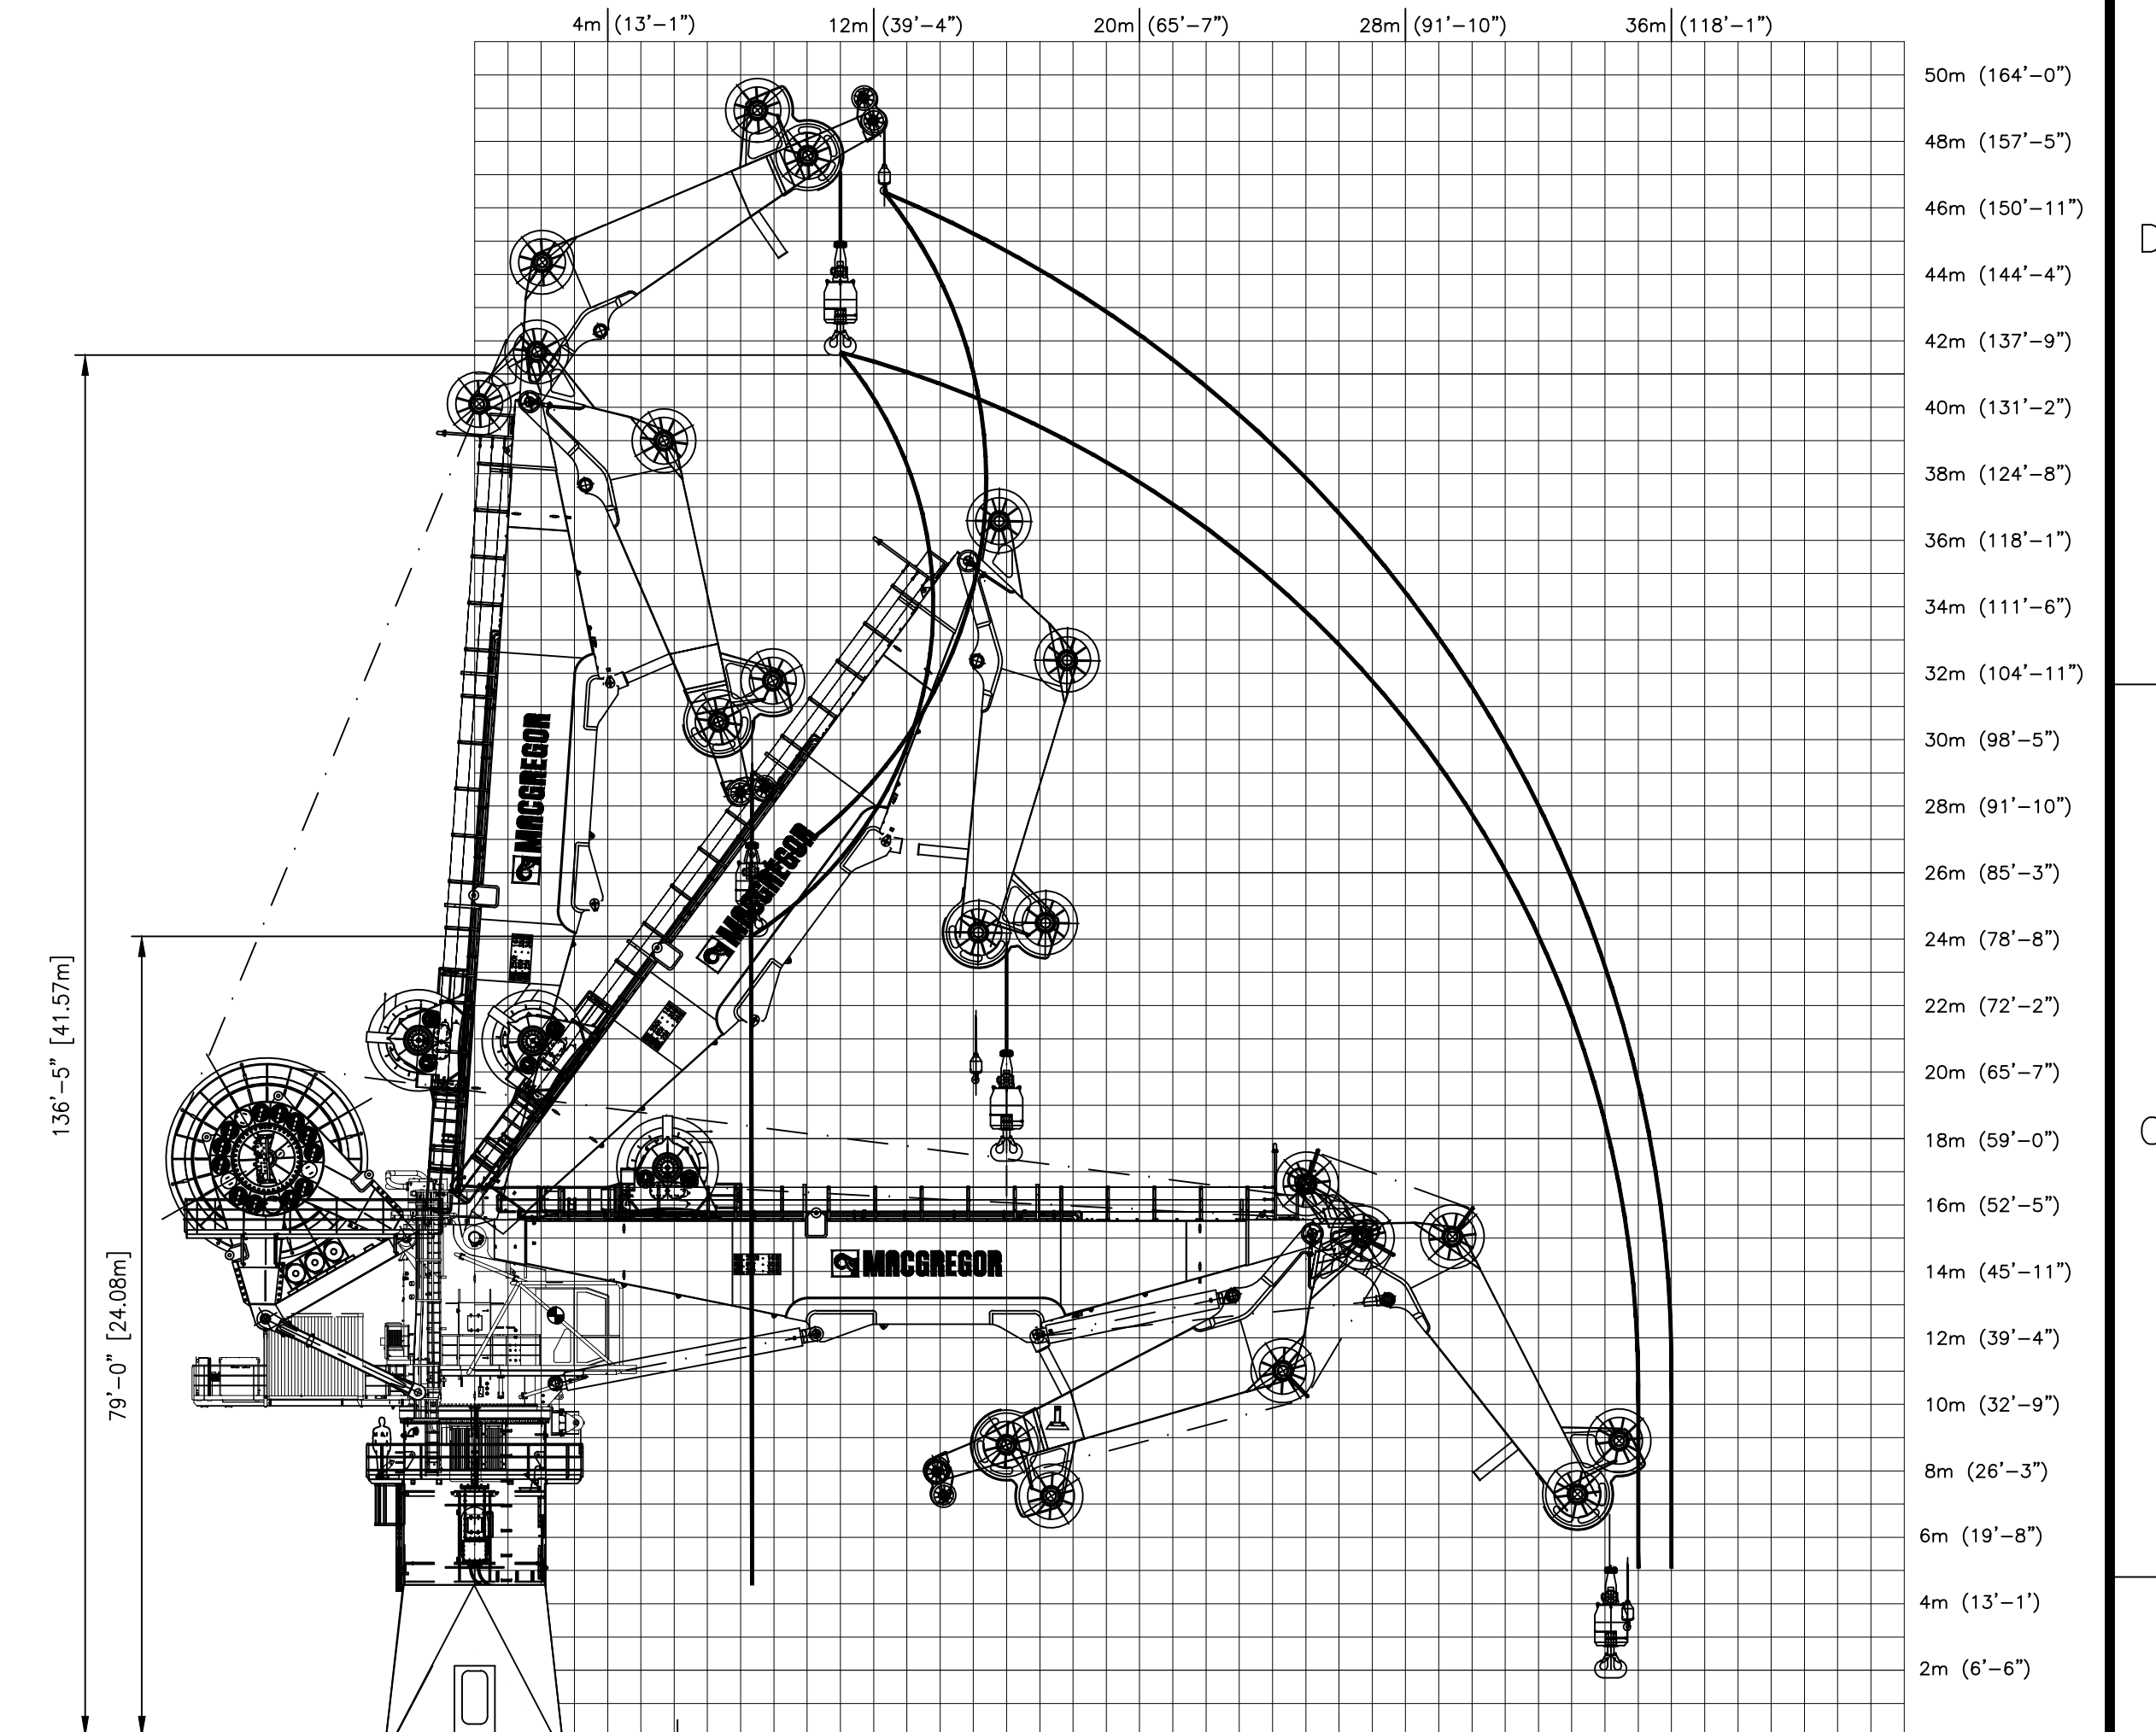 4m (13'-1")
12m (39'-4")
20m (65'-7")
28m (91'-10")
36m (118'-1")
50m (164'-0")
48m (157'-5")
46m (150'-11")
D
44m (144'-4")
42m (137'-9")
40m (131'-2")
38m (124'-8")
36m (118'-1")
34m (111'-6")
32m (104'-11")
30m (98'-5")
MACGREGOR
28m (91'-10")
MACGREGOR
26m (85'-3")
24m (78'-8")
136'-5" [41.57m]
22m (72'-2")
20m (65'-7")
18m (59'-0")
C
16m (52'-5")
MACGREGOR
14m (45'-11")
79'-0" [24.08m]
12m (39'-4")
10m (32'-9")
8m (26'-3")
6m (19'-8")
4m (13'-1')
2m (6'-6")